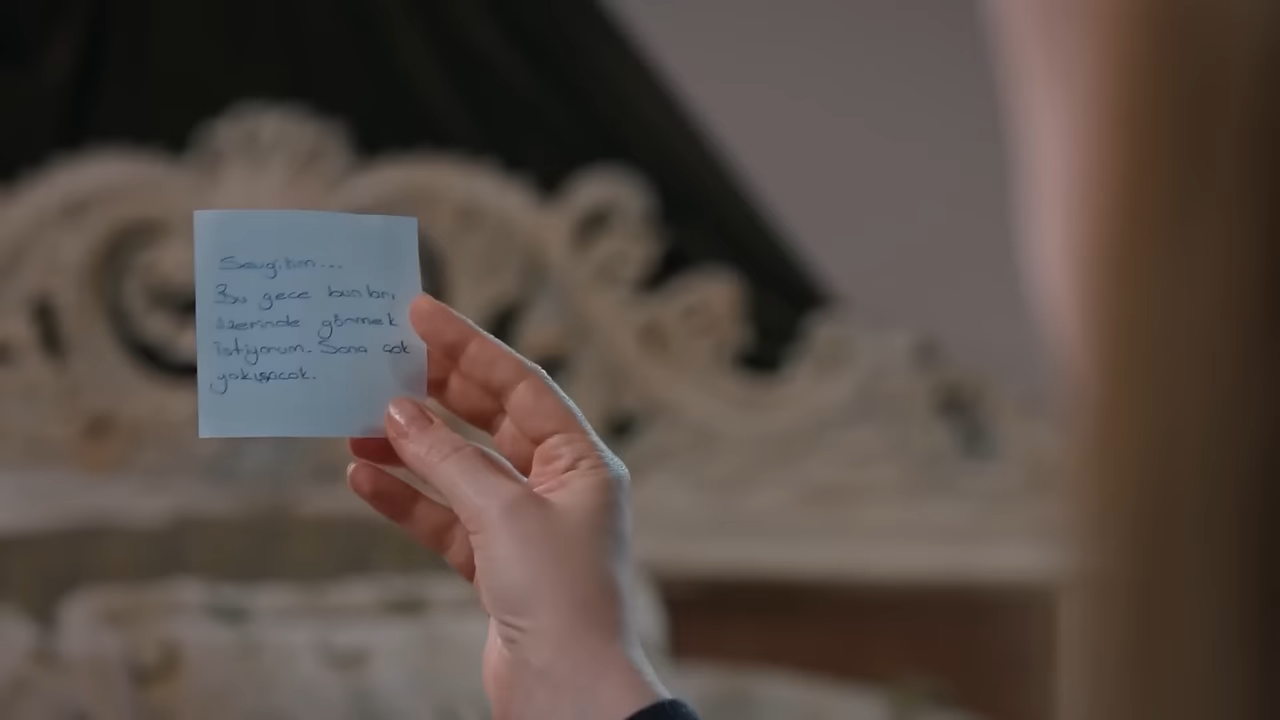 Sevgilim...
Bu gece bunları
üzerinde görmek
istiyorum. Sana çok
yakışacak.